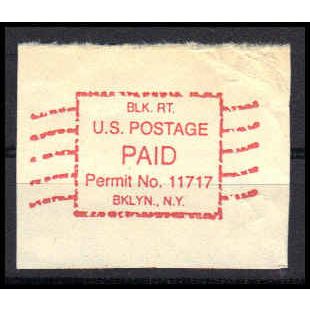 BLK. RT.
U.S. POSTAGE
PAID
Permit No. 11717
BKLYN., N.Y.